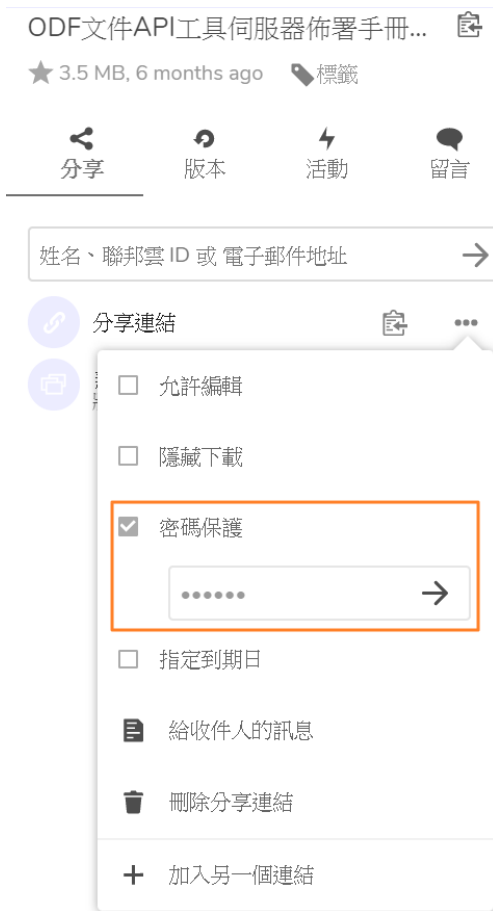 ODF文件API工具伺服器佈署手冊...
3.5 MB, 6 months ago 標籤
分享 版本 活動 留言
姓名、聯邦雲 ID 或 電子郵件地址
分享連結
允許編輯
隱藏下載
密碼保護
••••••
指定到期日
給收件人的訊息
刪除分享連結
加入另一個連結